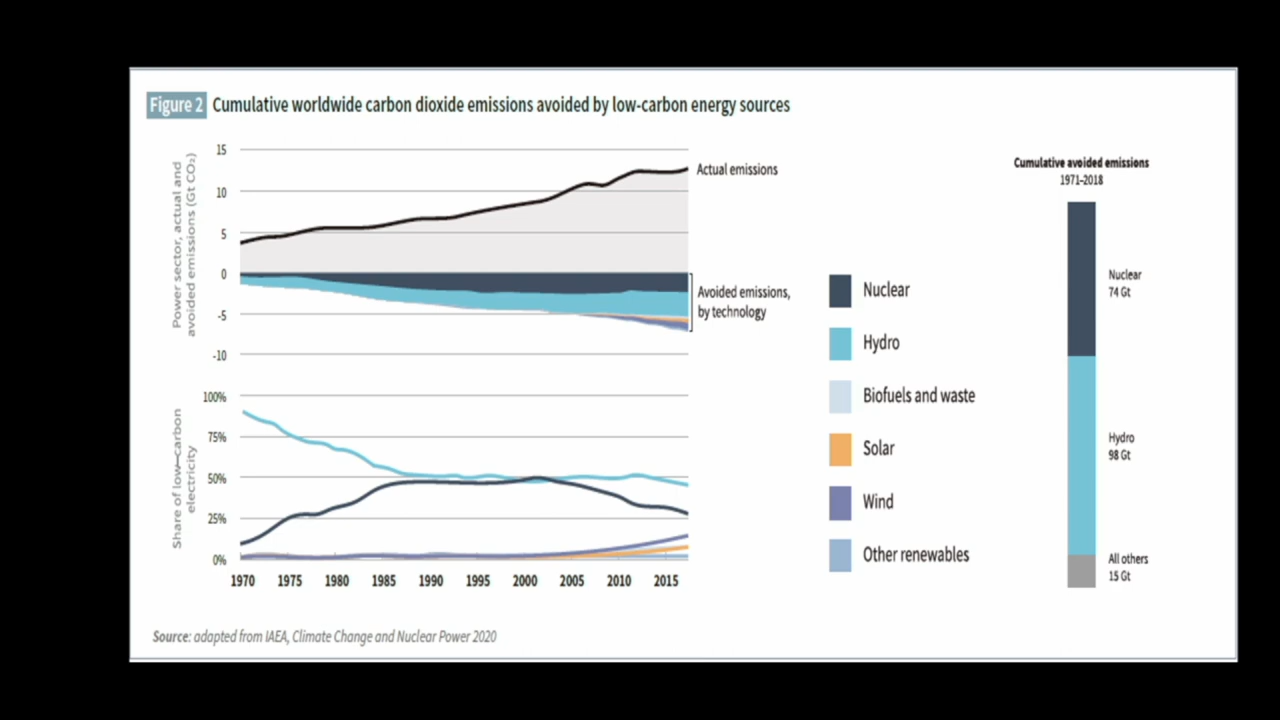 Figure 2 Cumulative worldwide carbon dioxide emissions avoided by low-carbon energy sources
Power sector, actual and
avoided emissions (Gt CO₂)
15
10
5
0
-5
-10
Actual emissions
Avoided emissions,
by technology
Share of low-carbon
electricity
100%
75%
50%
25%
0%
1970 1975 1980 1985 1990 1995 2000 2005 2010 2015
Nuclear
Hydro
Biofuels and waste
Solar
Wind
Other renewables
Cumulative avoided emissions
1971–2018
Nuclear
74 Gt
Hydro
98 Gt
All others
15 Gt
Source: adapted from IAEA, Climate Change and Nuclear Power 2020